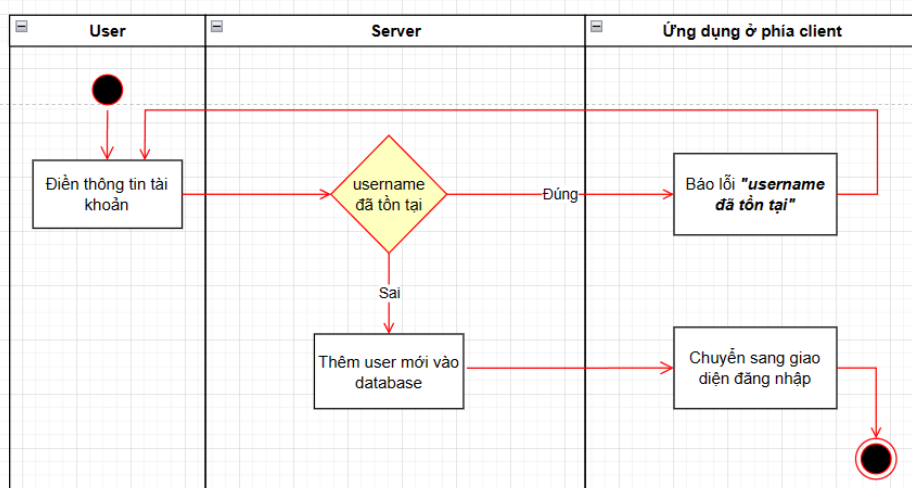 User
Server
Ứng dụng ở phía client
Điền thông tin tài
khoản
username
đã tồn tại
Đúng
Báo lỗi "username
đã tồn tại"
Sai
Thêm user mới vào
database
Chuyển sang giao
diện đăng nhập